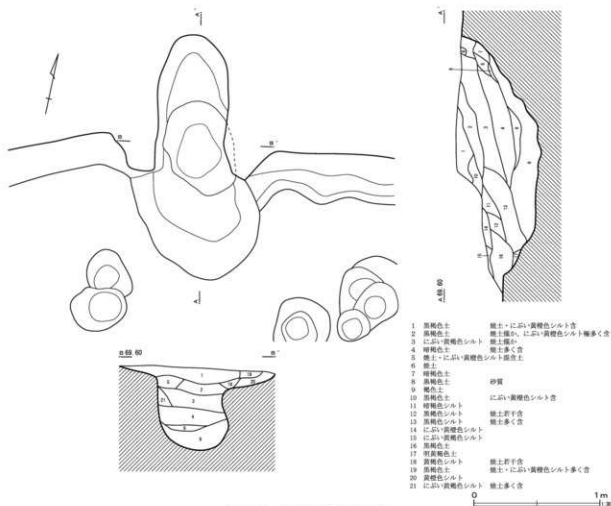 A'
A'
B
B'
A
A 69. 60
B 69. 60
B'
1 黒褐色土 焼土・にぶい黄橙色シルト含
2 黒褐色土 焼土僅か、にぶい黄橙色シルト極多く含
3 にぶい黄褐色シルト 焼土僅か
4 暗褐色土 焼土多く含
5 焼土・にぶい黄橙色シルト混合土
6 焼土
7 暗褐色土
8 黒褐色土 砂質
9 褐色土
10 黒褐色土 にぶい黄橙色シルト含
11 暗褐色シルト
12 黒褐色シルト 焼土若干含
13 黒褐色シルト 焼土多く含
14 にぶい黄橙色シルト
15 にぶい黄褐色シルト
16 黒褐色土
17 明黄褐色土
18 黄褐色シルト 焼土若干含
19 黒褐色土 焼土・にぶい黄橙色シルト多く含
20 黄橙色シルト
21 にぶい黄褐色シルト 焼土多く含
0 1 m